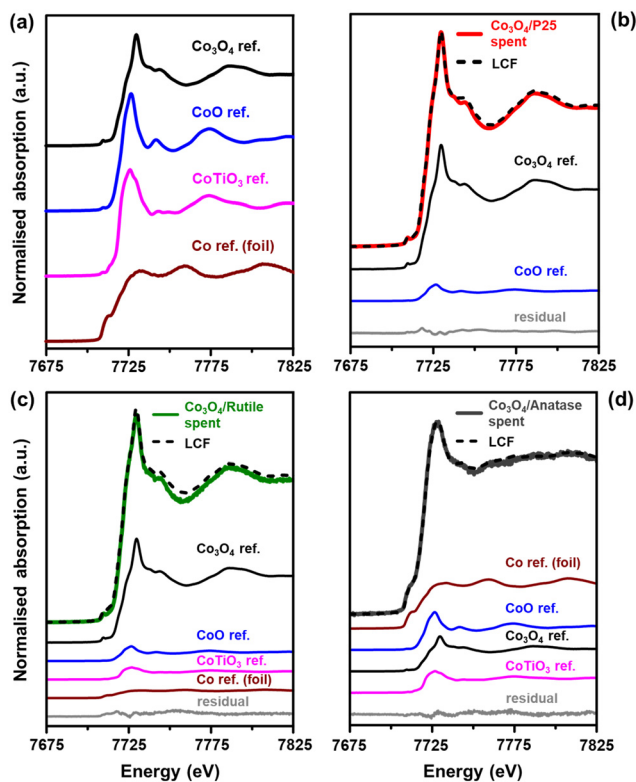 (a)
Co₃O₄ ref.
CoO ref.
CoTiO₃ ref.
Co ref. (foil)
Normalised absorption (a.u.)
7675 7725 7775 7825
(b)
Co₃O₄/P25
spent
LCF
Co₃O₄ ref.
CoO ref.
residual
7675 7725 7775 7825
(c)
Co₃O₄/Rutile
spent
LCF
Co₃O₄ ref.
CoO ref.
CoTiO₃ ref.
Co ref. (foil)
residual
Normalised absorption (a.u.)
7675 7725 7775 7825
Energy (eV)
(d)
Co₃O₄/Anatase
spent
LCF
Co ref. (foil)
CoO ref.
Co₃O₄ ref.
CoTiO₃ ref.
residual
7675 7725 7775 7825
Energy (eV)